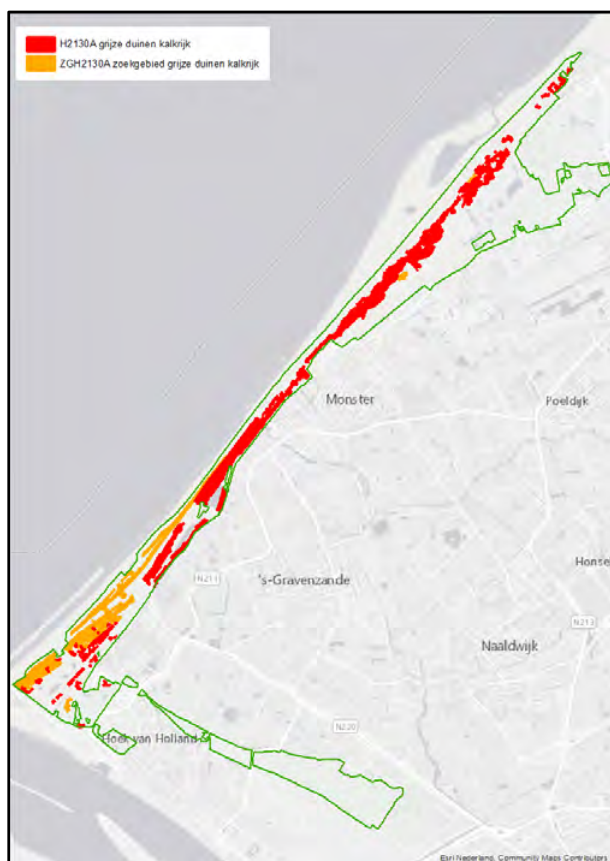 H2130A grijze duinen kalkrijk
ZGH2130A zoekgebied grijze duinen kalkrijk
Monster
Poeldijk
N211
's-Gravenzande
Honse
N213
Naaldwijk
N220
Hoek van Holland
Esri Nederland, Community Maps Contributors